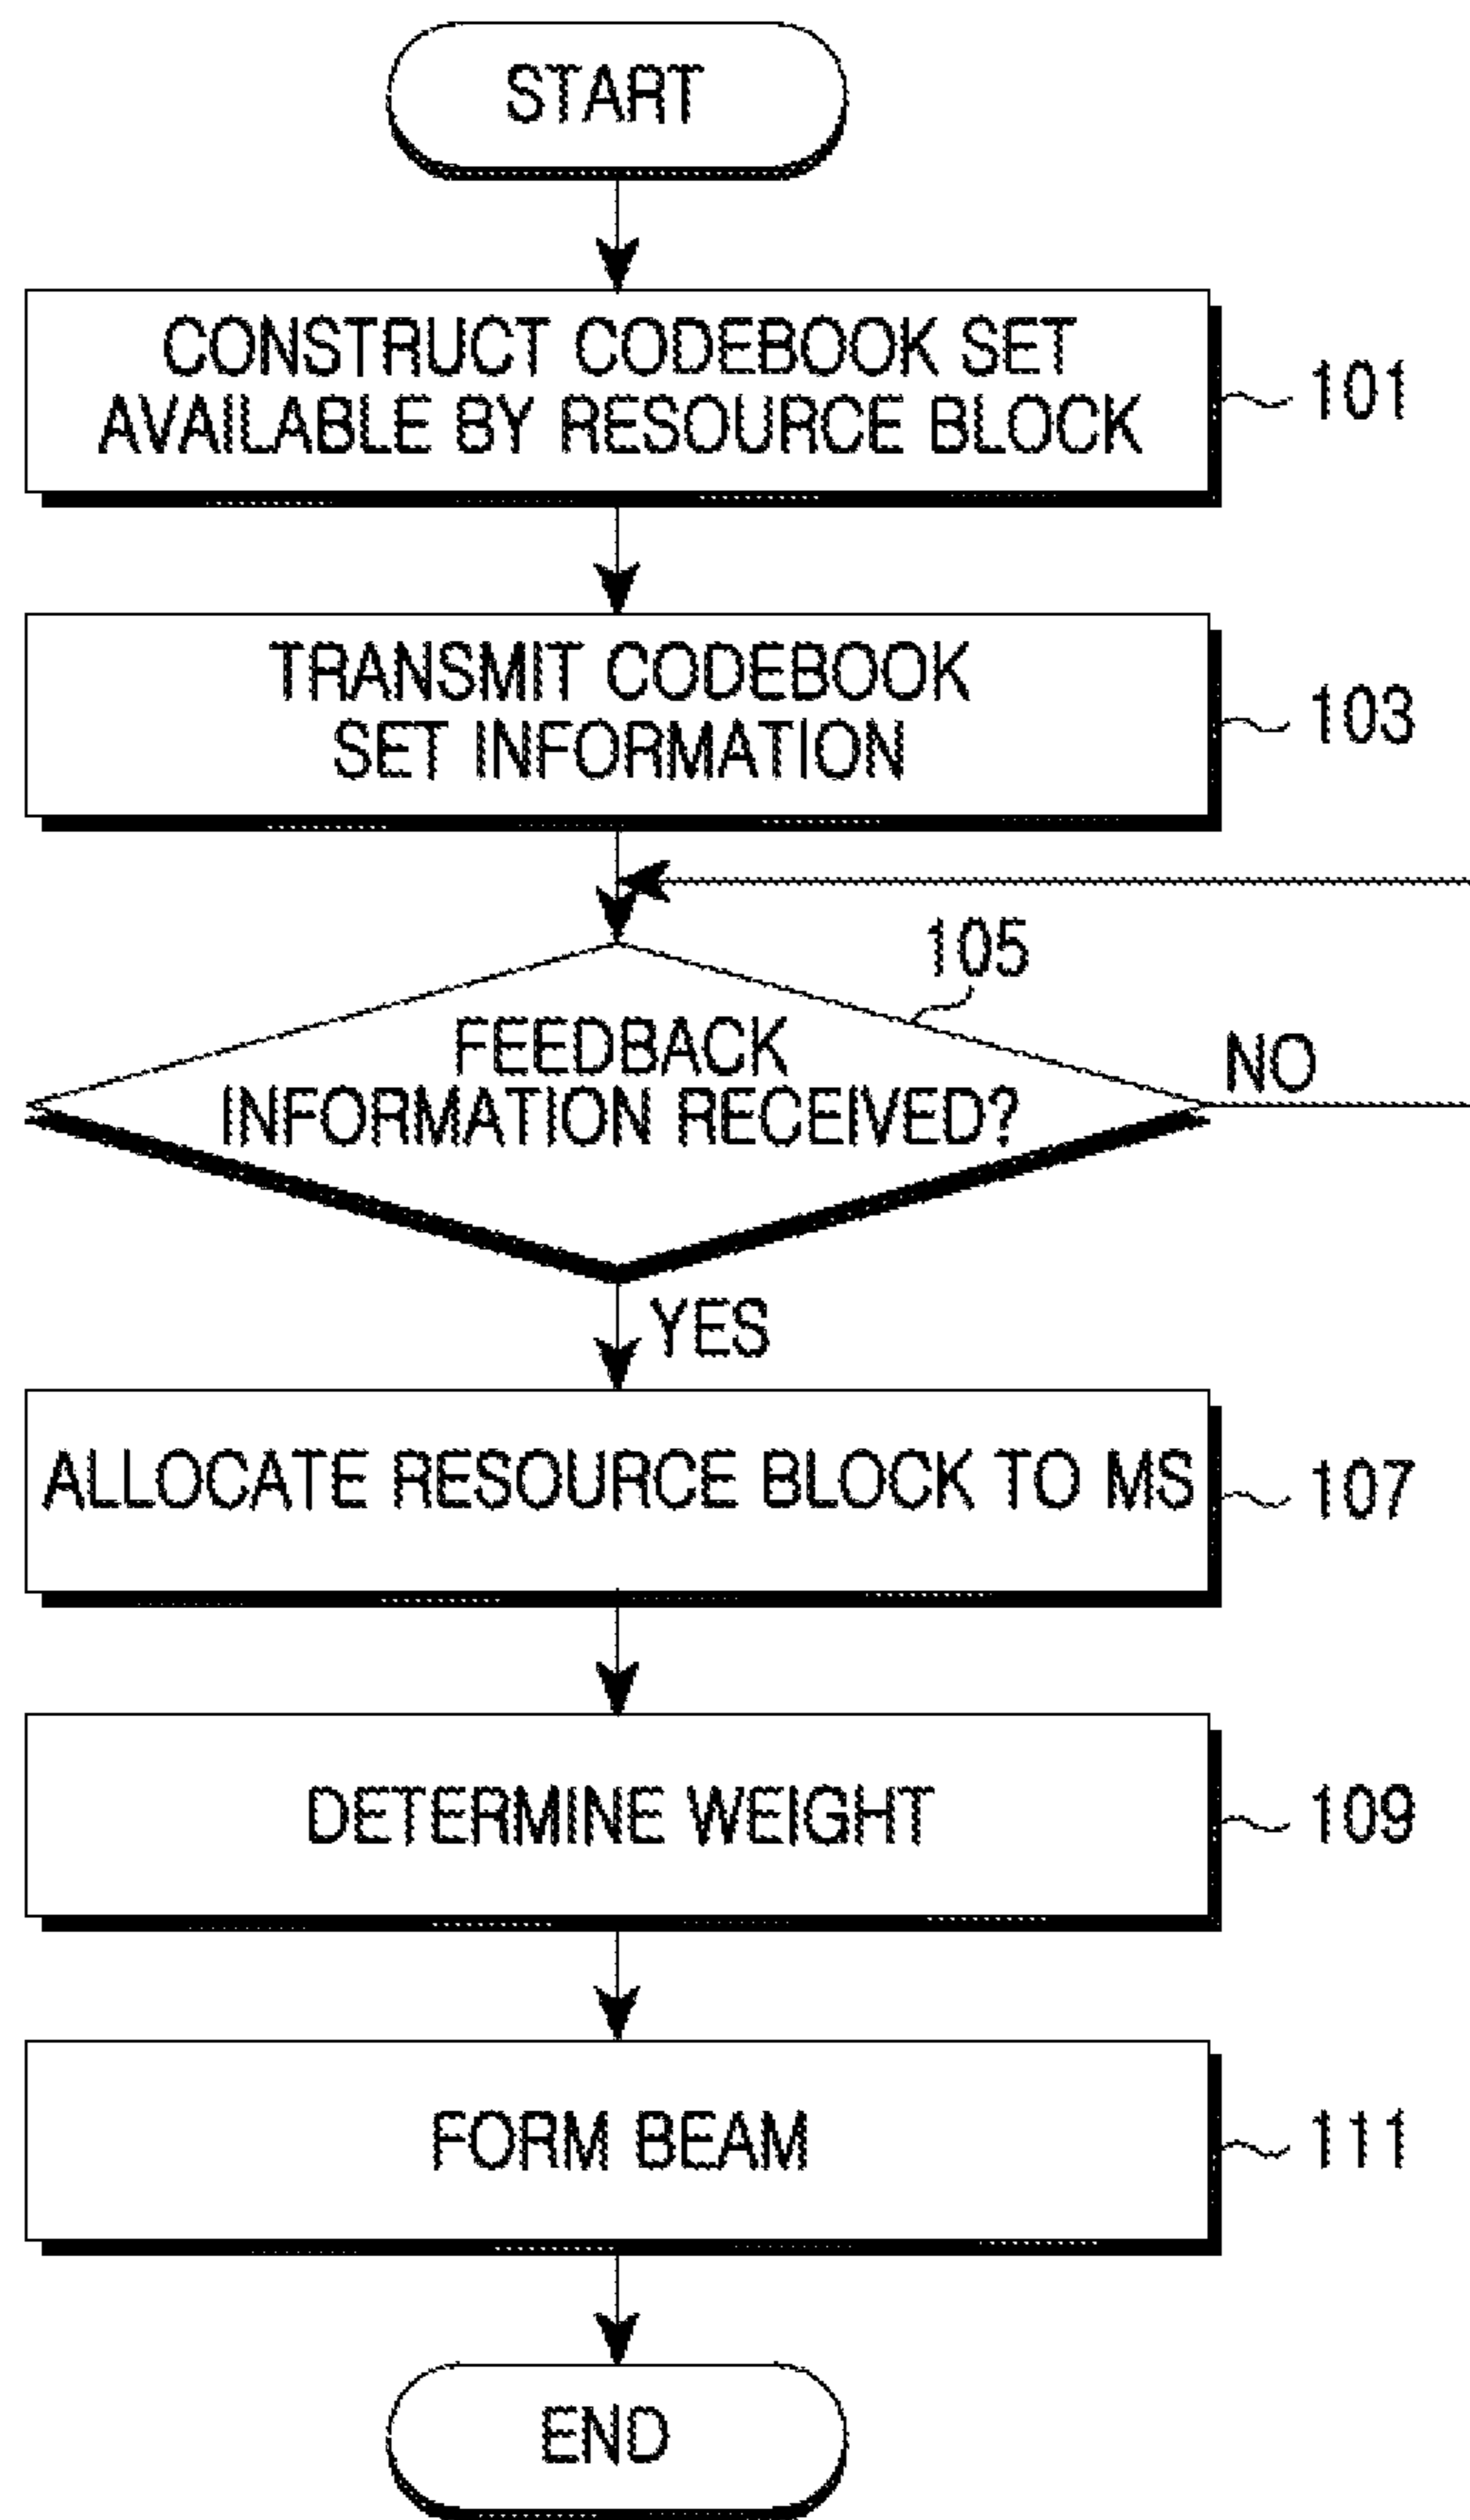 START
CONSTRUCT CODEBOOK SET
AVAILABLE BY RESOURCE BLOCK
101
TRANSMIT CODEBOOK
SET INFORMATION
103
105
FEEDBACK
INFORMATION RECEIVED?
NO
YES
ALLOCATE RESOURCE BLOCK TO MS
107
DETERMINE WEIGHT
109
FORM BEAM
111
END